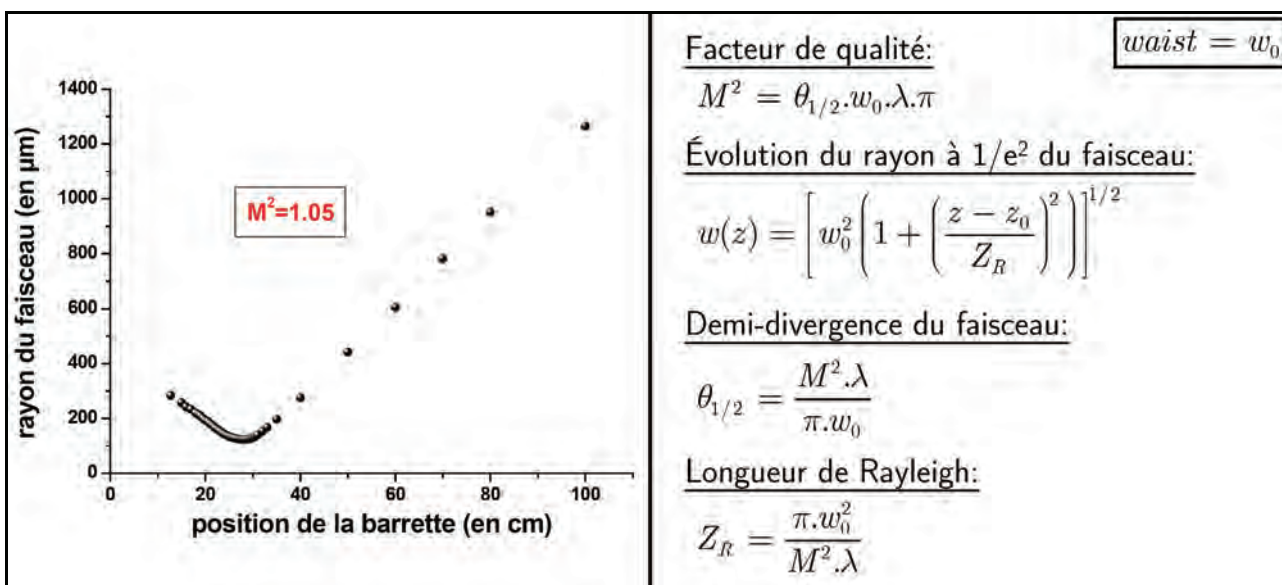 1400
1200
1000
800
600
400
200
0
rayon du faisceau (en µm)
M²=1.05
0 20 40 60 80 100
position de la barrette (en cm)
waist = w₀
Facteur de qualité:
M² = θ₁/₂.w₀.λ.π
Évolution du rayon à 1/e² du faisceau:
w(z) = [w₀²(1 + ((z − z₀)/Z_R)²)]^1/2
Demi-divergence du faisceau:
θ₁/₂ = M².λ / π.w₀
Longueur de Rayleigh:
Z_R = π.w₀² / M².λ